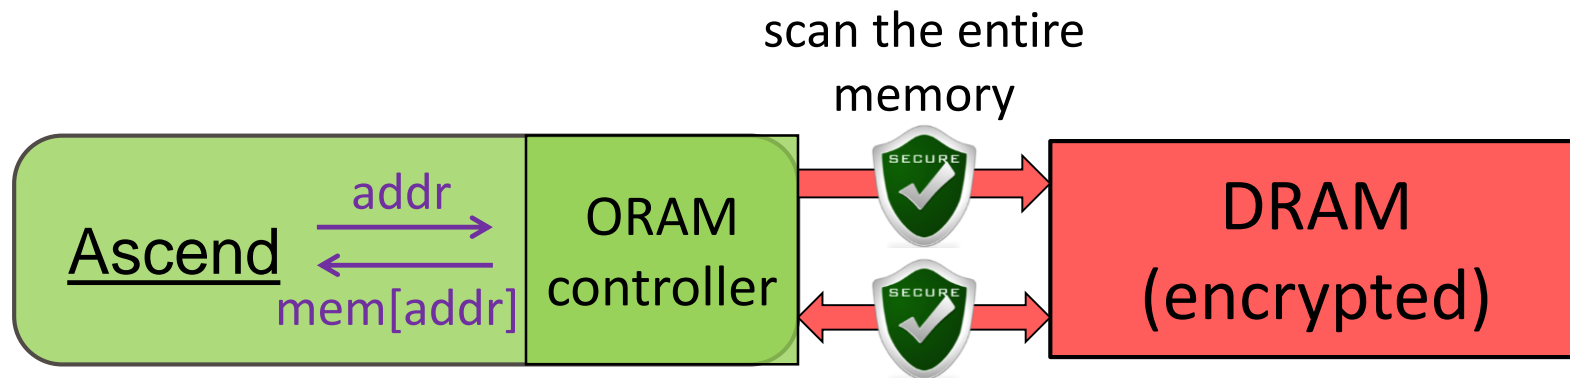 scan the entire
memory
SECURE
addr
Ascend
mem[addr]
ORAM
controller
DRAM
(encrypted)
SECURE